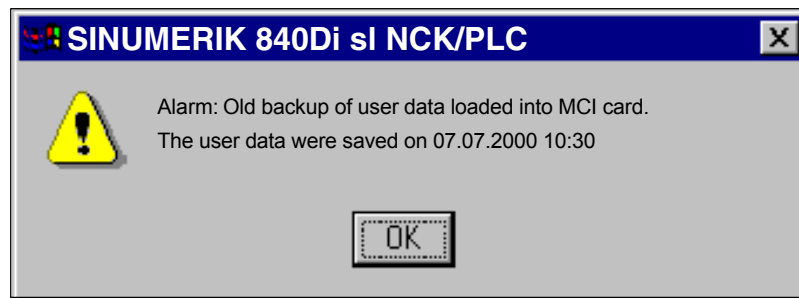 SINUMERIK 840Di sl NCK/PLC
Alarm: Old backup of user data loaded into MCI card.
The user data were saved on 07.07.2000 10:30
OK